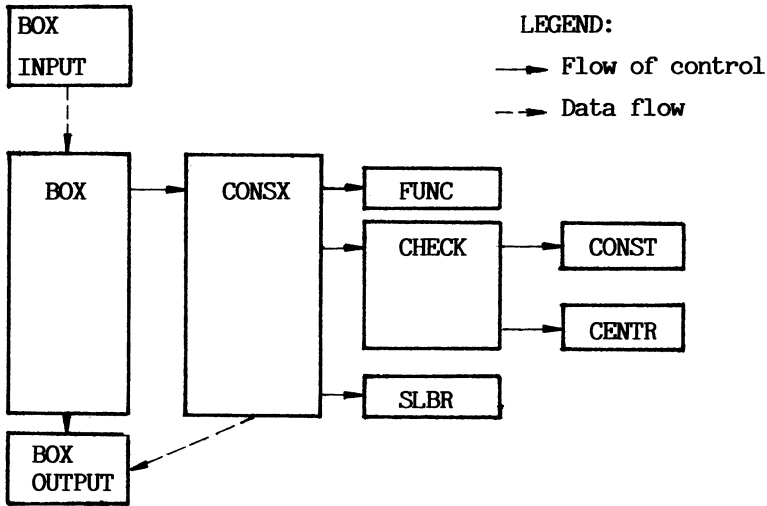 BOX
INPUT
LEGEND:
Flow of control
Data flow
BOX
CONSX
FUNC
CHECK
CONST
CENTR
SLBR
BOX
OUTPUT